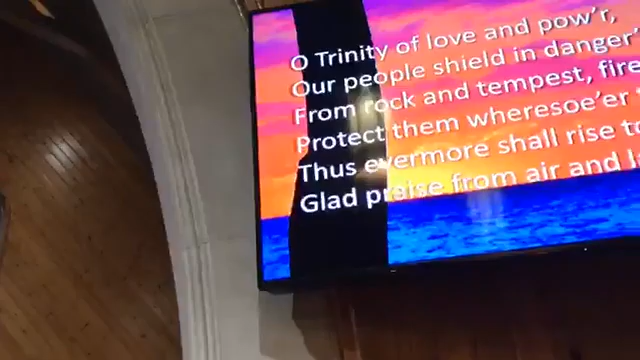 O Trinity of love and pow'r,
Our people shield in danger'
From rock and tempest, fire
Protect them wheresoe'er
Thus evermore shall rise to
Glad praise from air and